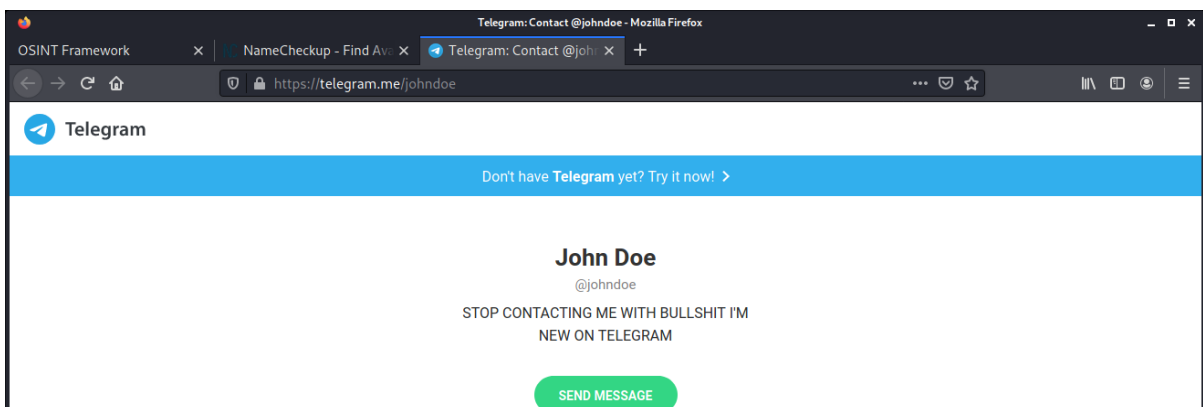 Telegram: Contact @johndoe - Mozilla Firefox
OSINT Framework NameCheckup - Find Ava Telegram: Contact @john
https://telegram.me/johndoe
Telegram
Don't have Telegram yet? Try it now!
John Doe
@johndoe
STOP CONTACTING ME WITH BULLSHIT I'M
NEW ON TELEGRAM
SEND MESSAGE